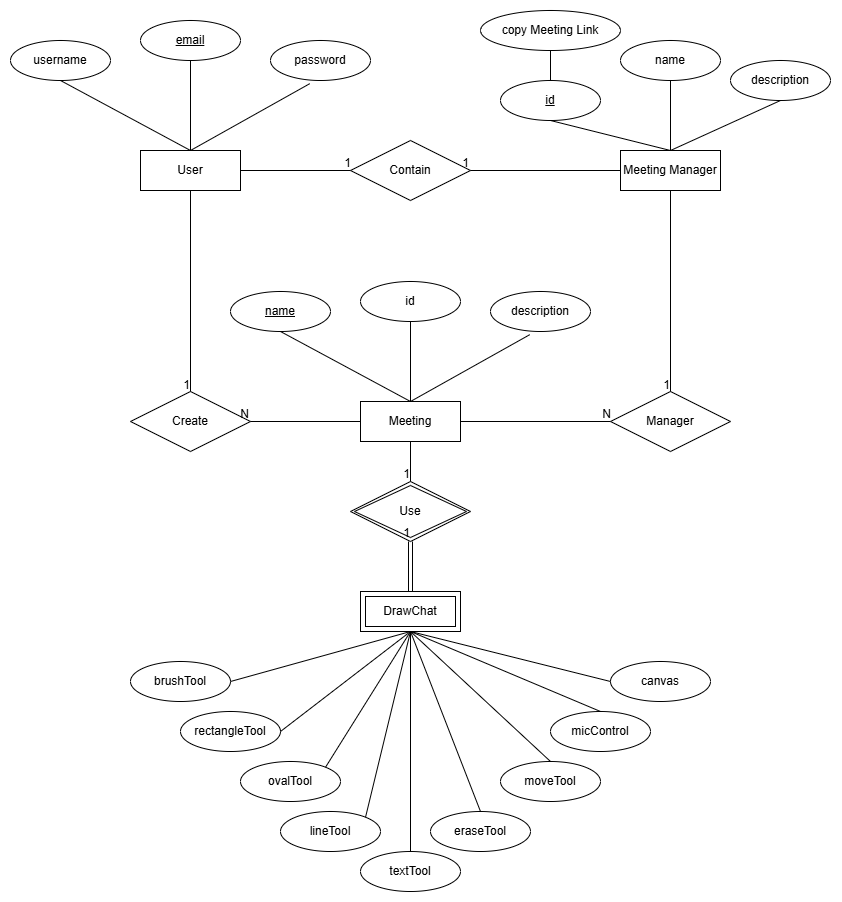 copy Meeting Link
email
username
password
name
description
id
User
1
Contain
1
Meeting Manager
name
id
description
1
Create
N
Meeting
N
1
Manager
1
Use
1
DrawChat
brushTool
canvas
rectangleTool
micControl
ovalTool
moveTool
lineTool
eraseTool
textTool